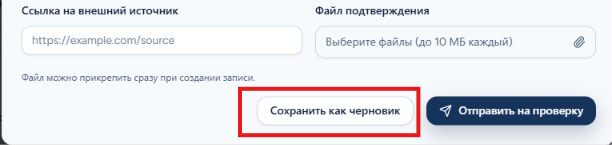 Ссылка на внешний источник
Файл подтверждения
https://example.com/source
Выберите файлы (до 10 МБ каждый)
Файл можно прикрепить сразу при создании записи.
Сохранить как черновик
Отправить на проверку